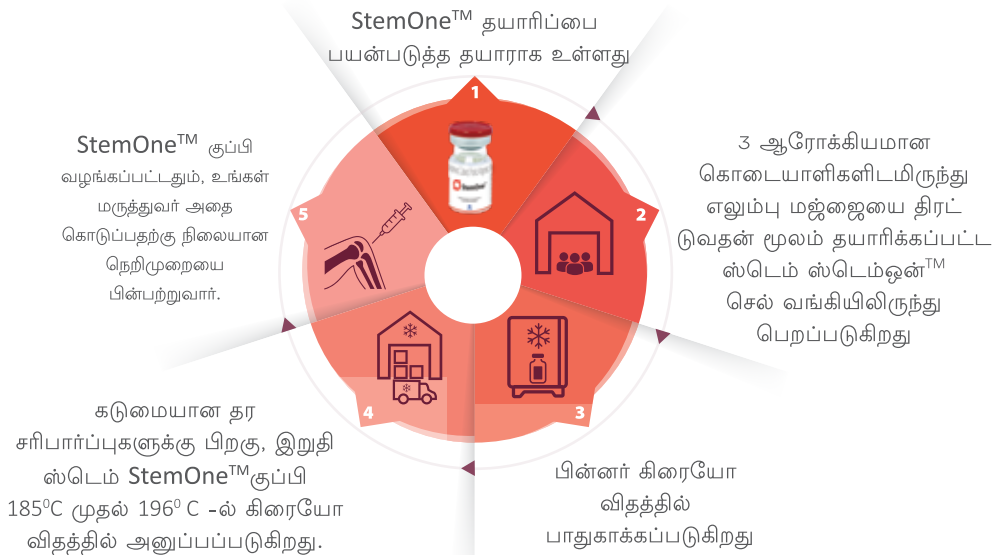 StemOne™ தயாரிப்பை
பயன்படுத்த தயாராக உள்ளது
1
StemOne
2
3 ஆரோக்கியமான
கொடையாளிகளிடமிருந்து
எலும்பு மஜ்ஜையை திரட்
டுவதன் மூலம் தயாரிக்கப்பட்ட
ஸ்டெம் ஸ்டெம்ஒன்™
செல் வங்கியிலிருந்து
பெறப்படுகிறது
3
பின்னர் கிரையோ
விதத்தில்
பாதுகாக்கப்படுகிறது
4
கடுமையான தர
சரிபார்ப்புகளுக்கு பிறகு, இறுதி
ஸ்டெம் StemOne™குப்பி
185⁰C முதல் 196⁰ C -ல் கிரையோ
விதத்தில் அனுப்பப்படுகிறது.
5
StemOne™ குப்பி
வழங்கப்பட்டதும், உங்கள்
மருத்துவர் அதை
கொடுப்பதற்கு நிலையான
நெறிமுறையை
பின்பற்றுவார்.